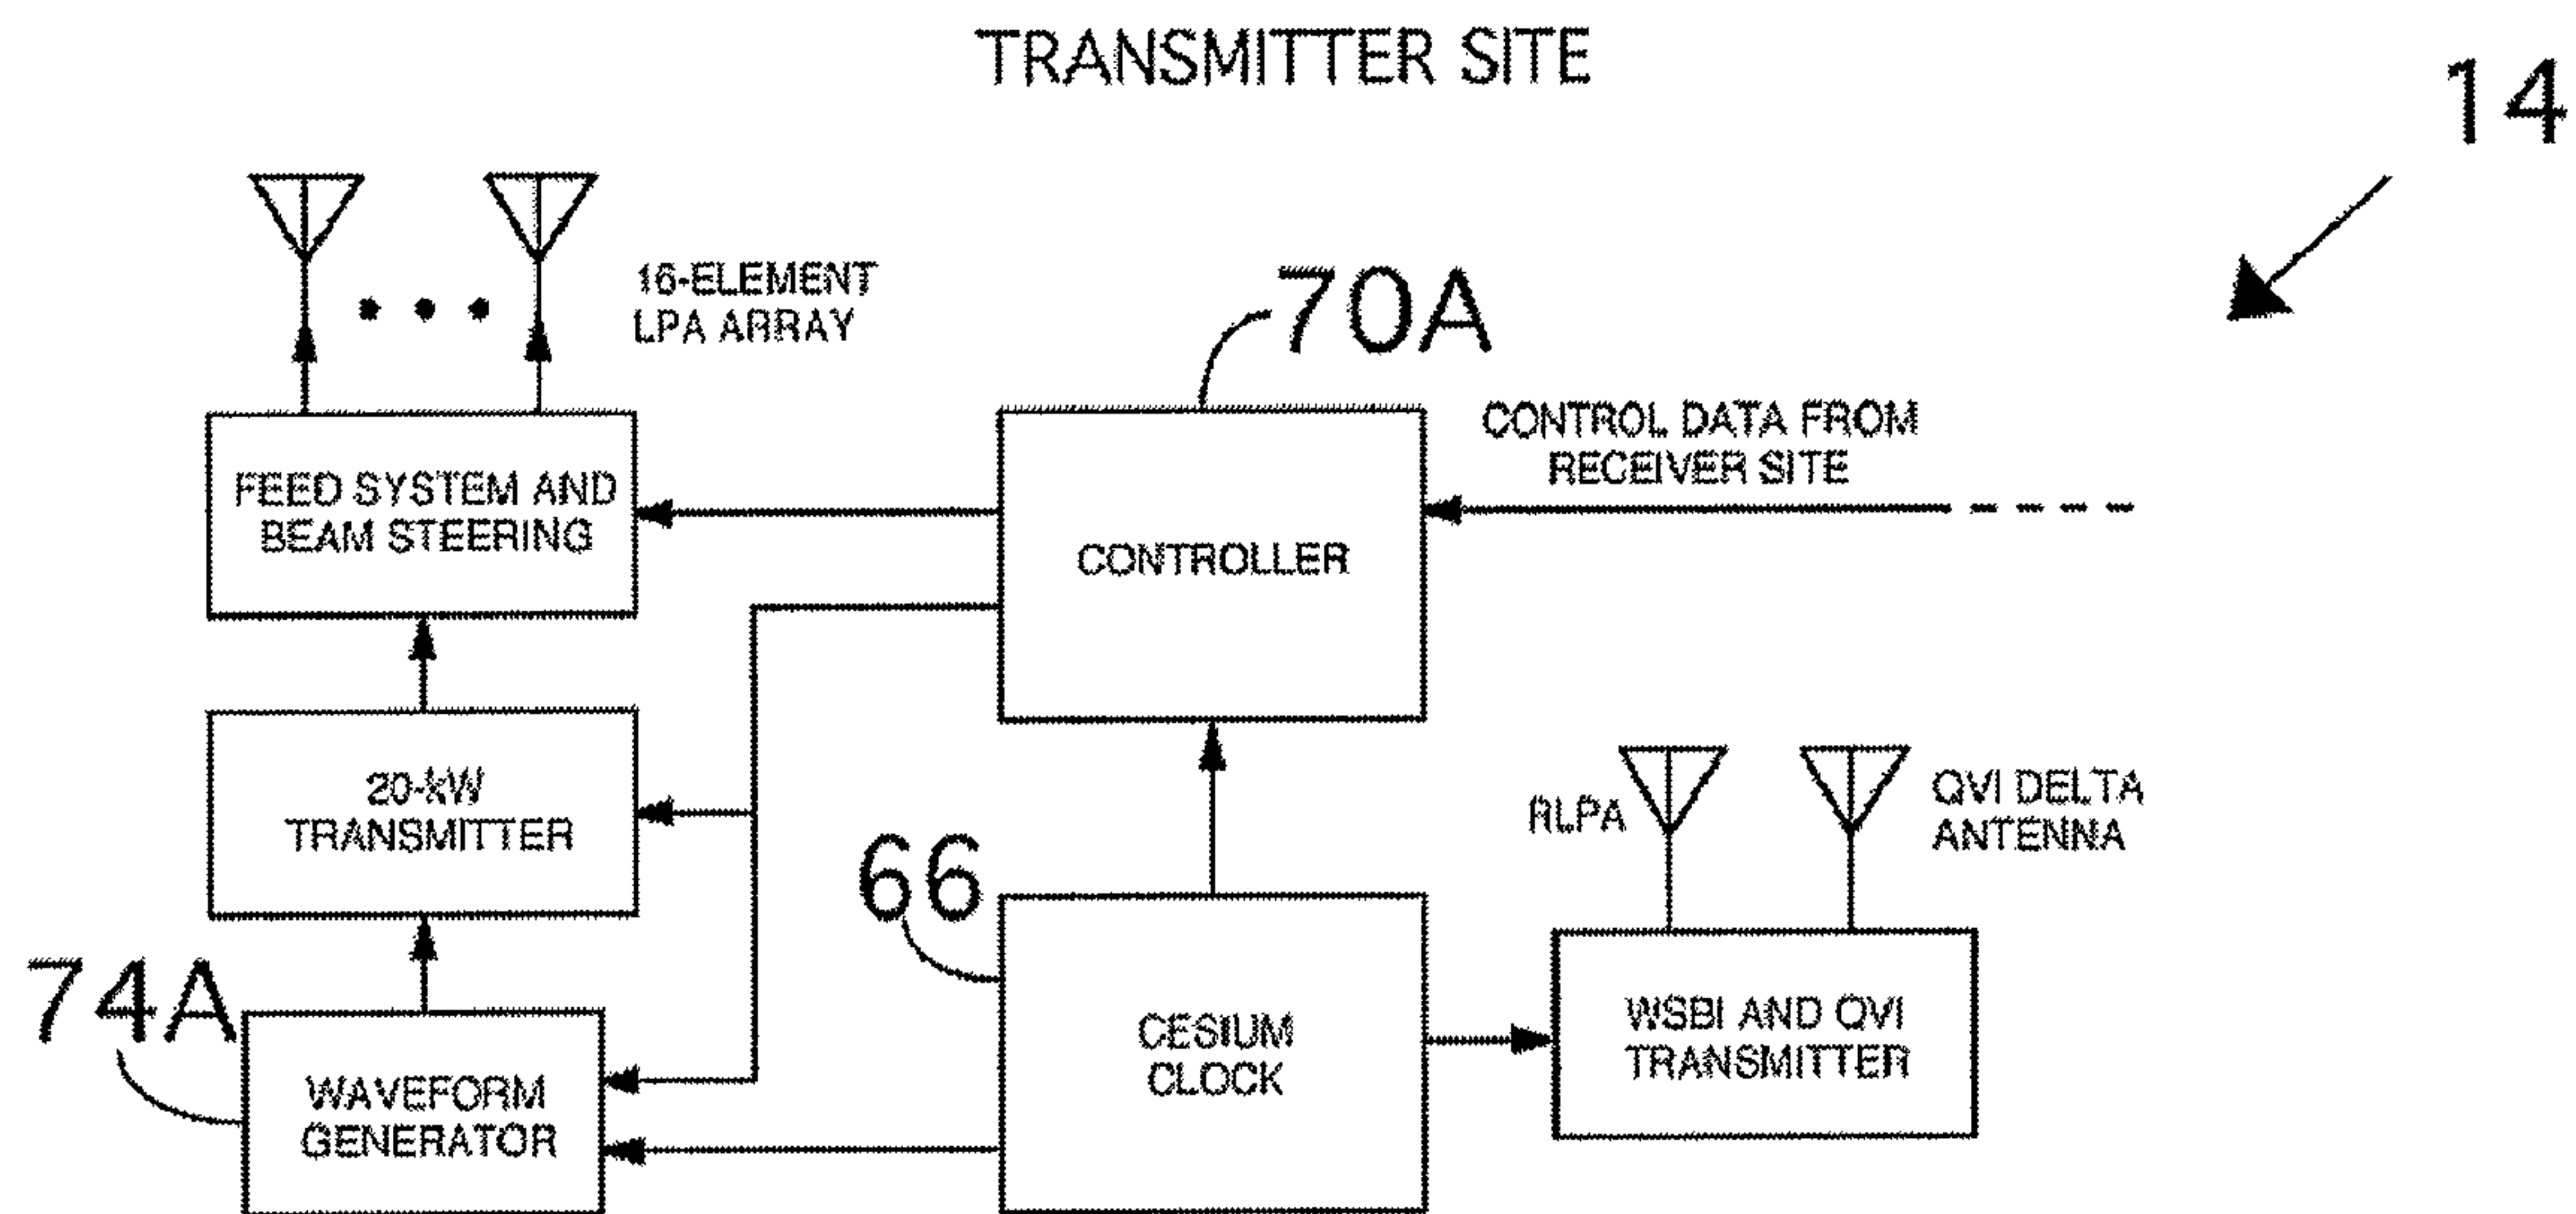 TRANSMITTER SITE
14
16-ELEMENT
LPA ARRAY
70A
CONTROL DATA FROM
RECEIVER SITE
FEED SYSTEM AND
BEAM STEERING
CONTROLLER
20-kW
TRANSMITTER
RLPA
QVI DELTA
ANTENNA
66
74A
WAVEFORM
GENERATOR
CESIUM
CLOCK
WSBI AND QVI
TRANSMITTER